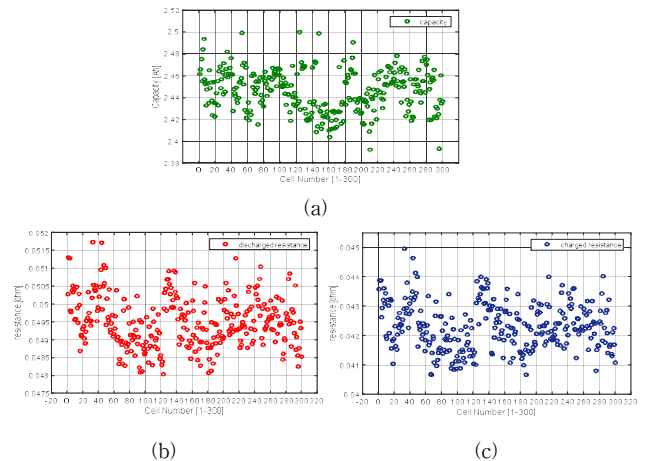 2.52
2.5
2.48
2.46
2.44
2.42
2.4
2.38
Capacity [Ah]
capacity
-20 0 20 40 60 80 100 120 140 160 180 200 220 240 260 280 300
Cell Number [1-300]
(a)
0.052
0.0515
0.051
0.0505
0.05
0.0495
0.049
0.0485
0.048
0.0475
resistance [ohm]
discharged resistance
-20 0 20 40 60 80 100 120 140 160 180 200 220 240 260 280 300 320
Cell Number [1-300]
(b)
0.045
0.044
0.043
0.042
0.041
0.04
resistance [ohm]
charged resistance
-20 0 20 40 60 80 100 120 140 160 180 200 220 240 260 280 300 320
Cell Number [1-300]
(c)